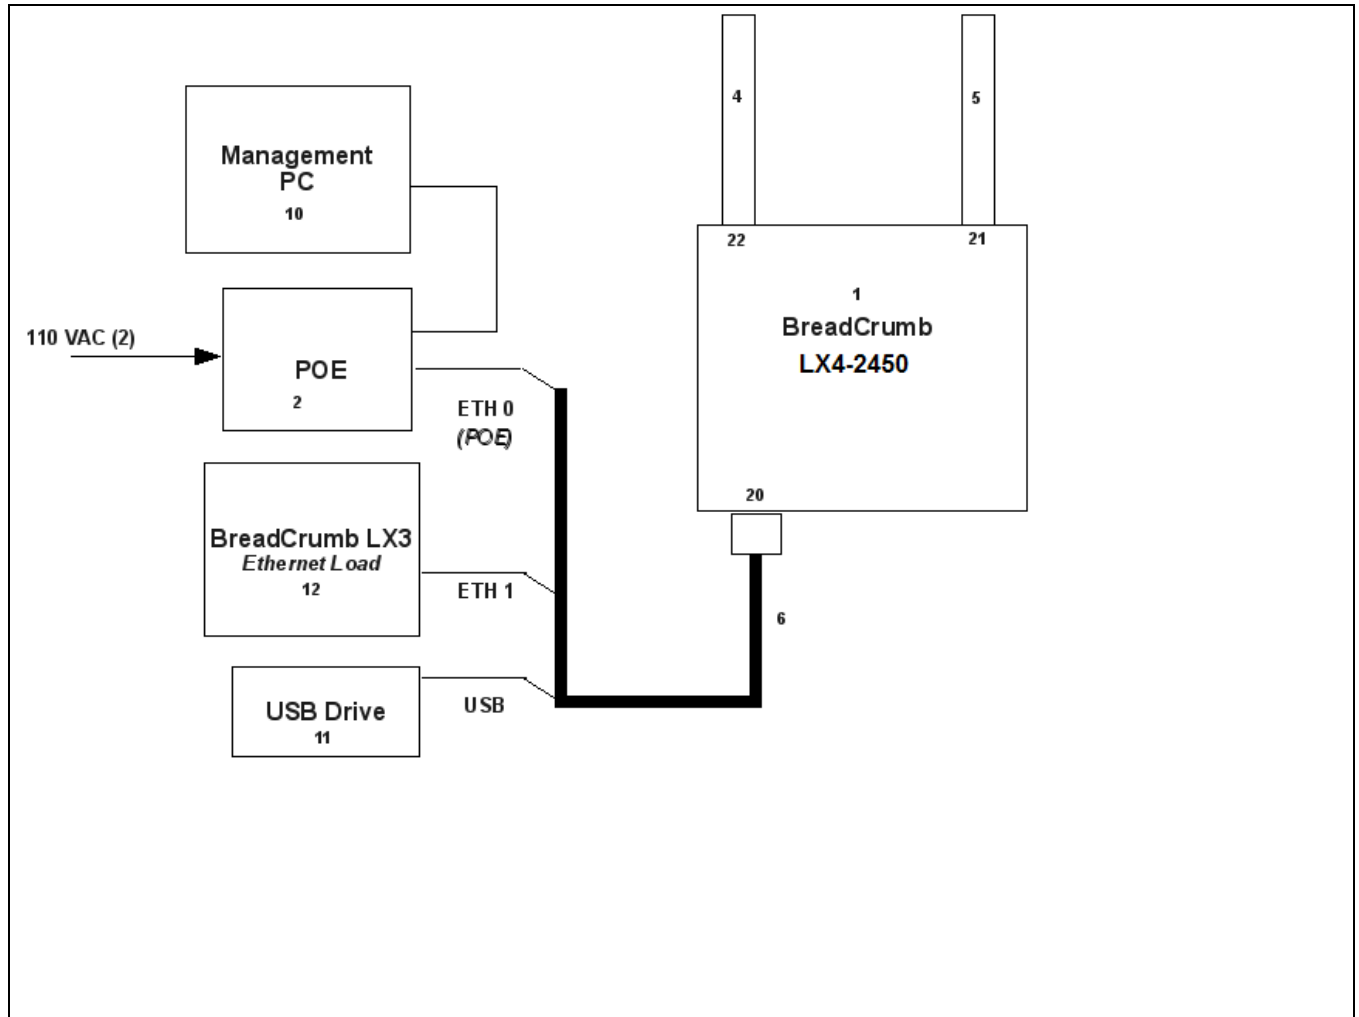 4
5
Management
PC
10
22
21
1
BreadCrumb
LX4-2450
110 VAC (2)
POE
2
ETH 0
(POE)
20
BreadCrumb LX3
Ethernet Load
12
ETH 1
6
USB Drive
11
USB